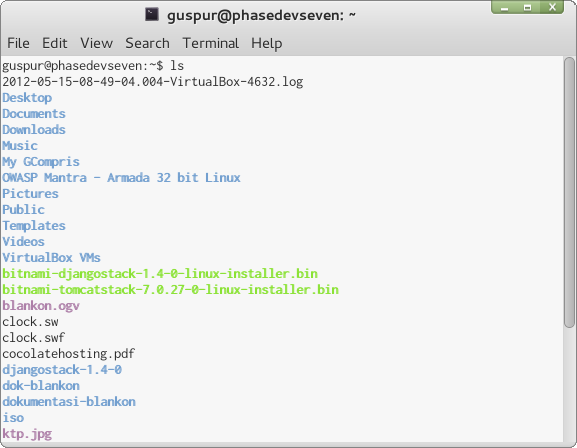 guspur@phasedevseven: ~
File Edit View Search Terminal Help
guspur@phasedevseven:~$ ls
2012-05-15-08-49-04.004-VirtualBox-4632.log
Desktop
Documents
Downloads
Music
My GCompris
OWASP Mantra - Armada 32 bit Linux
Pictures
Public
Templates
Videos
VirtualBox VMs
bitnami-djangostack-1.4-0-linux-installer.bin
bitnami-tomcatstack-7.0.27-0-linux-installer.bin
blankon.ogv
clock.sw
clock.swf
cocolatehosting.pdf
djangostack-1.4-0
dok-blankon
dokumentasi-blankon
iso
ktp.jpg